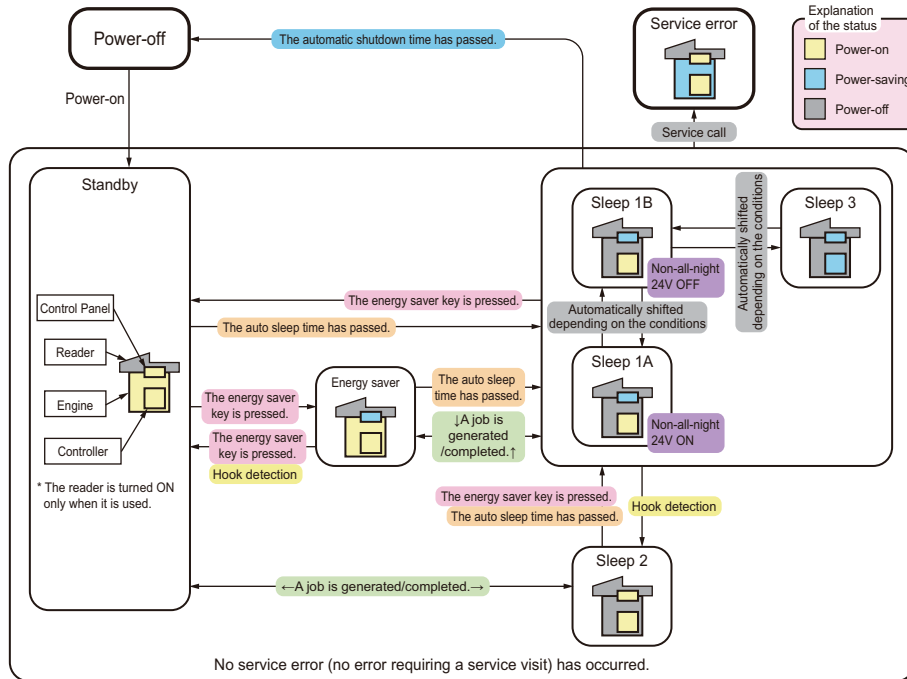 Power-off
The automatic shutdown time has passed.
Service error
Explanation
of the status
Power-on
Power-saving
Power-off
Power-on
Service call
Standby
Sleep 1B
Sleep 3
Automatically shifted
depending on the conditions
Non-all-night
24V OFF
The energy saver key is pressed.
Control Panel
The auto sleep time has passed.
Automatically shifted
depending on the conditions
Reader
Energy saver
Sleep 1A
The auto sleep
time has passed.
The energy saver
key is pressed.
Engine
↓A job is
generated
/completed.↑
Non-all-night
24V ON
The energy saver
key is pressed.
Controller
Hook detection
* The reader is turned ON
only when it is used.
The energy saver key is pressed.
The auto sleep time has passed.
Hook detection
Sleep 2
←A job is generated/completed.→
No service error (no error requiring a service visit) has occurred.